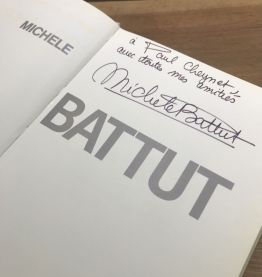 MICHELE
à Paul Cheynet,
avec toutes mes amitiés
Michele Battut
BATTUT